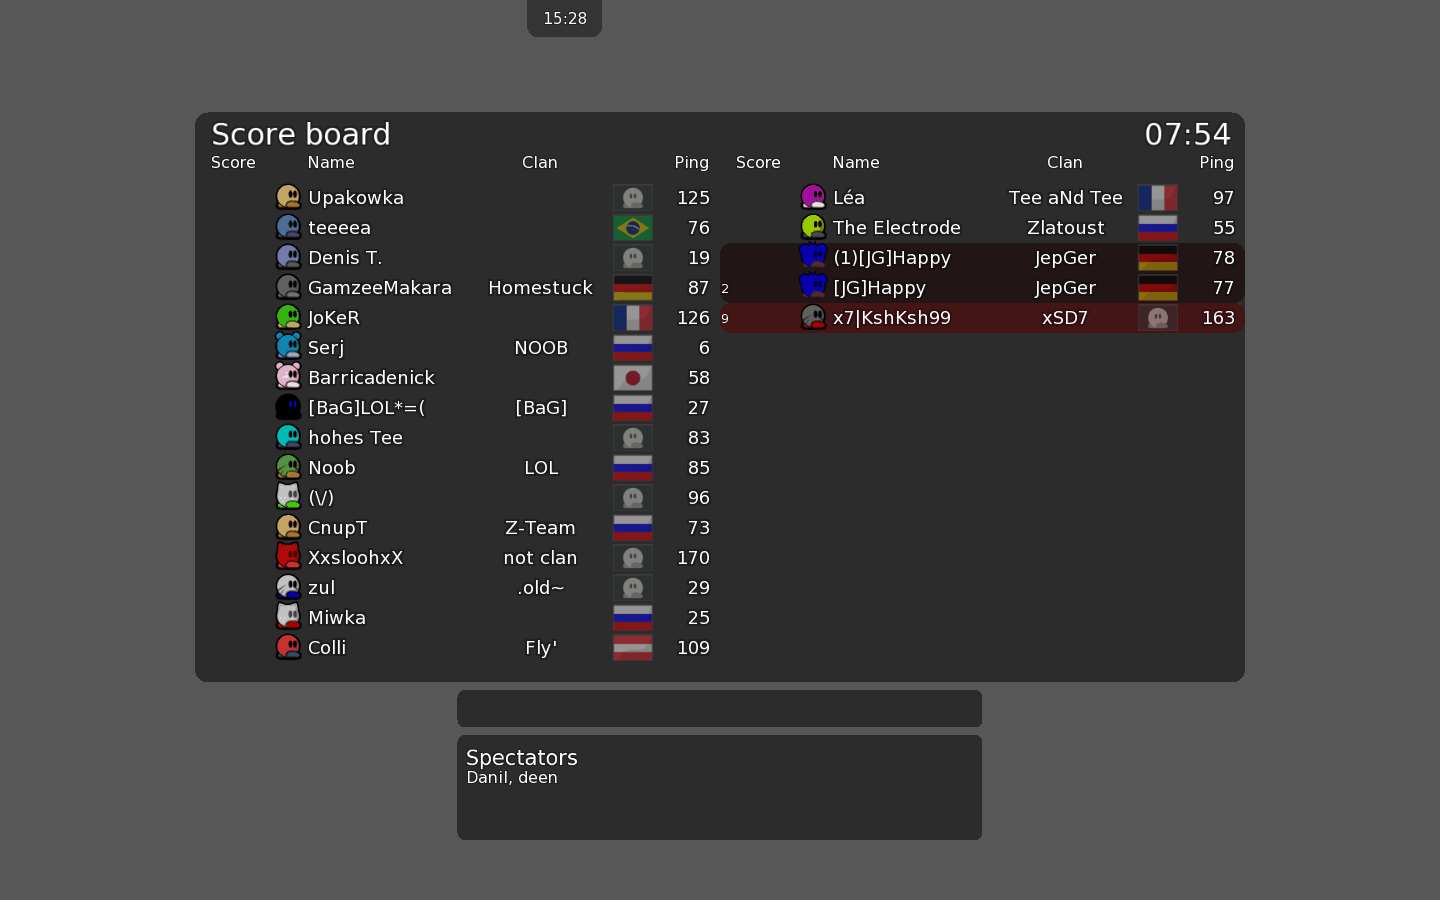 15:28
Score board 07:54
Score Name Clan Ping Score Name Clan Ping
Upakowka 125 Léa Tee aNd Tee 97
teeeea 76 The Electrode Zlatoust 55
Denis T. 19 (1)[JG]Happy JepGer 78
GamzeeMakara Homestuck 87 2 [JG]Happy JepGer 77
JoKeR 126 9 x7|KshKsh99 xSD7 163
Serj NOOB 6
Barricadenick 58
[BaG]LOL*=( [BaG] 27
hohes Tee 83
Noob LOL 85
(\/) 96
CnupT Z-Team 73
XxsloohxX not clan 170
zul .old~ 29
Miwka 25
Colli Fly' 109
Spectators
Danil, deen